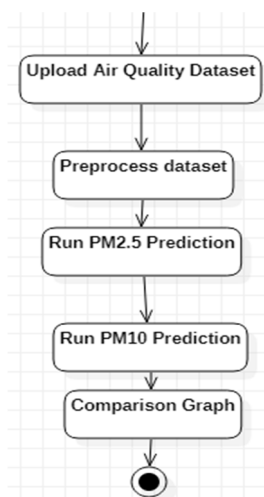 Upload Air Quality Dataset
Preprocess dataset
Run PM2.5 Prediction
Run PM10 Prediction
Comparison Graph